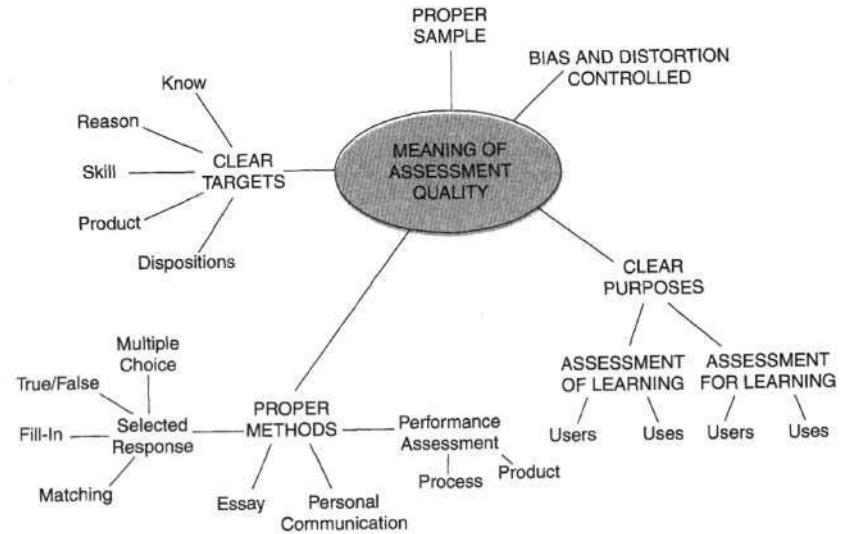 PROPER
SAMPLE
BIAS AND DISTORTION
CONTROLLED
MEANING OF
ASSESSMENT
QUALITY
Know
Reason
Skill
Product
Dispositions
CLEAR
TARGETS
CLEAR
PURPOSES
ASSESSMENT
OF LEARNING
Users
Uses
ASSESSMENT
FOR LEARNING
Users
Uses
PROPER
METHODS
Multiple
Choice
True/False
Fill-In
Matching
Selected
Response
Essay
Personal
Communication
Performance
Assessment
Process
Product